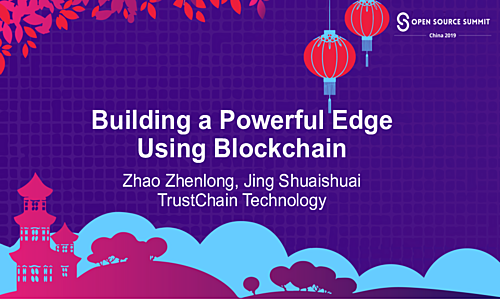 OPEN SOURCE SUMMIT
China 2019
Building a Powerful Edge
Using Blockchain
Zhao Zhenlong, Jing Shuaishuai
TrustChain Technology